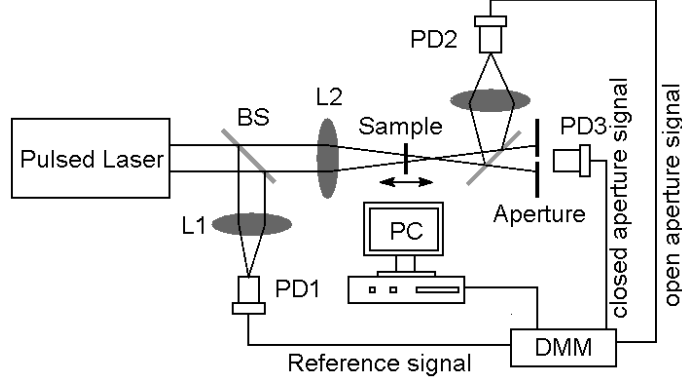 PD2
BS
L2
Sample
PD3
Pulsed Laser
L1
PC
Aperture
PD1
closed aperture signal
open aperture signal
DMM
Reference signal